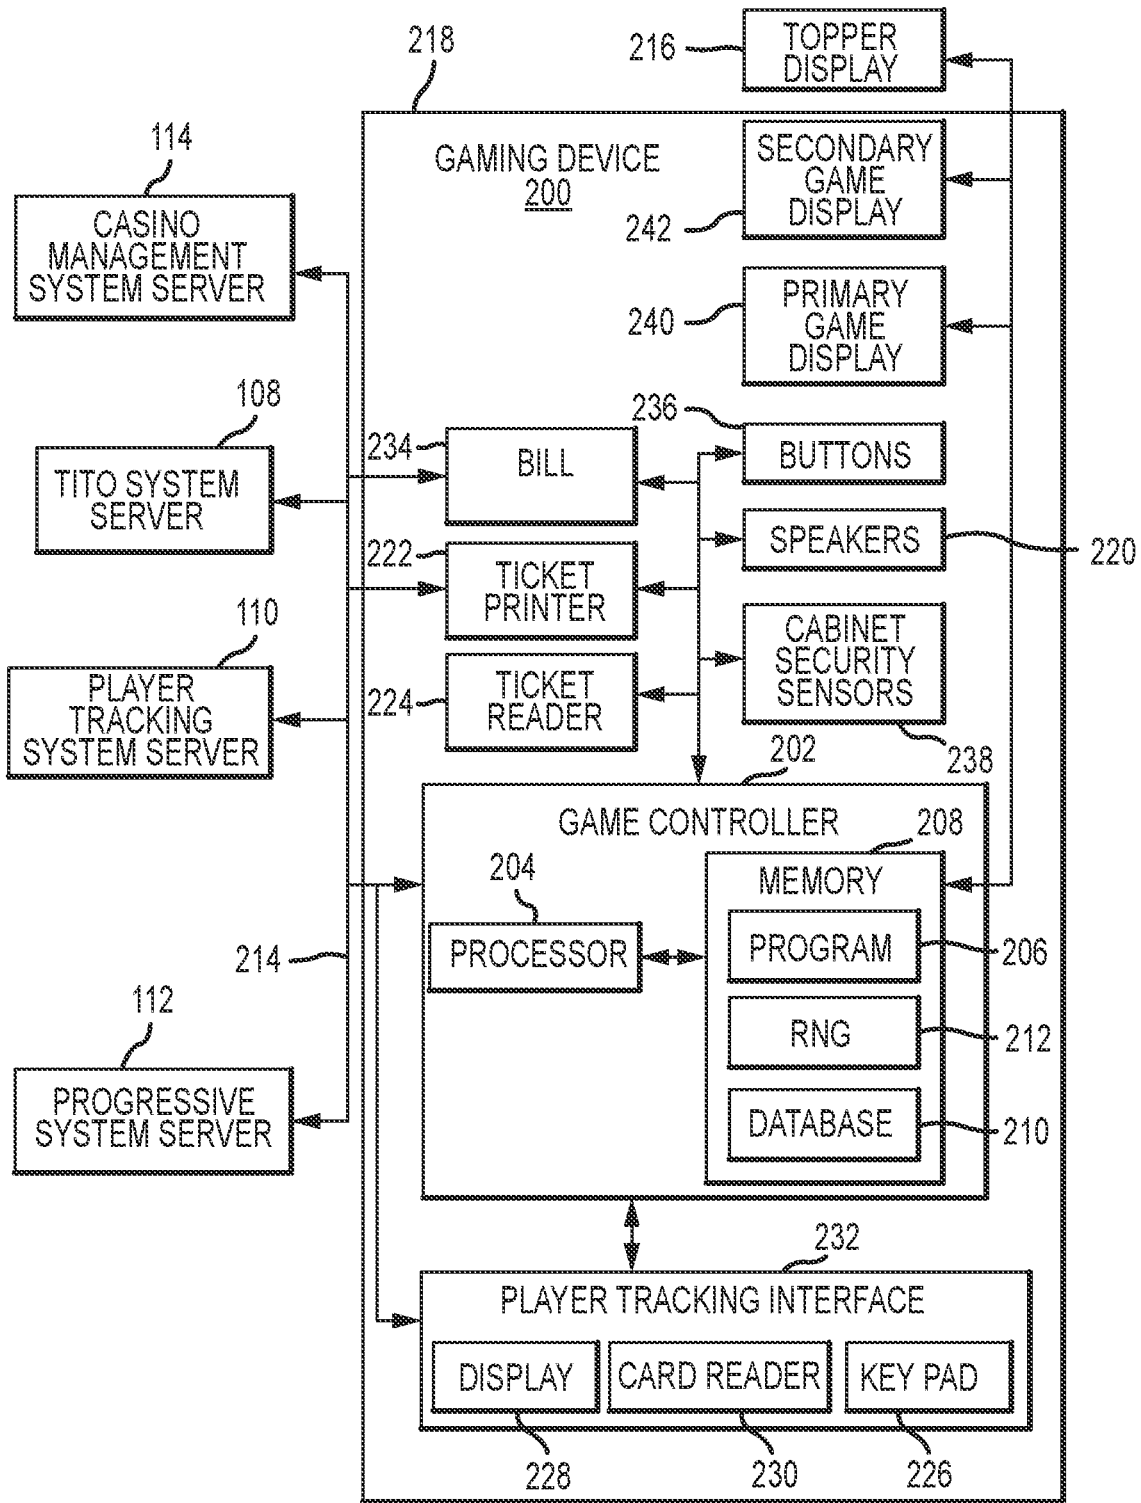 218
216
TOPPER
DISPLAY
114
GAMING DEVICE
200
SECONDARY
GAME
DISPLAY
242
CASINO
MANAGEMENT
SYSTEM SERVER
240
PRIMARY
GAME
DISPLAY
108
TITO SYSTEM
SERVER
234
BILL
236
BUTTONS
SPEAKERS
220
222
TICKET
PRINTER
110
PLAYER
TRACKING
SYSTEM SERVER
224
TICKET
READER
CABINET
SECURITY
SENSORS
238
202
GAME CONTROLLER
208
204
MEMORY
PROCESSOR
PROGRAM
206
214
RNG
212
112
PROGRESSIVE
SYSTEM SERVER
DATABASE
210
232
PLAYER TRACKING INTERFACE
DISPLAY
CARD READER
KEY PAD
228
230
226